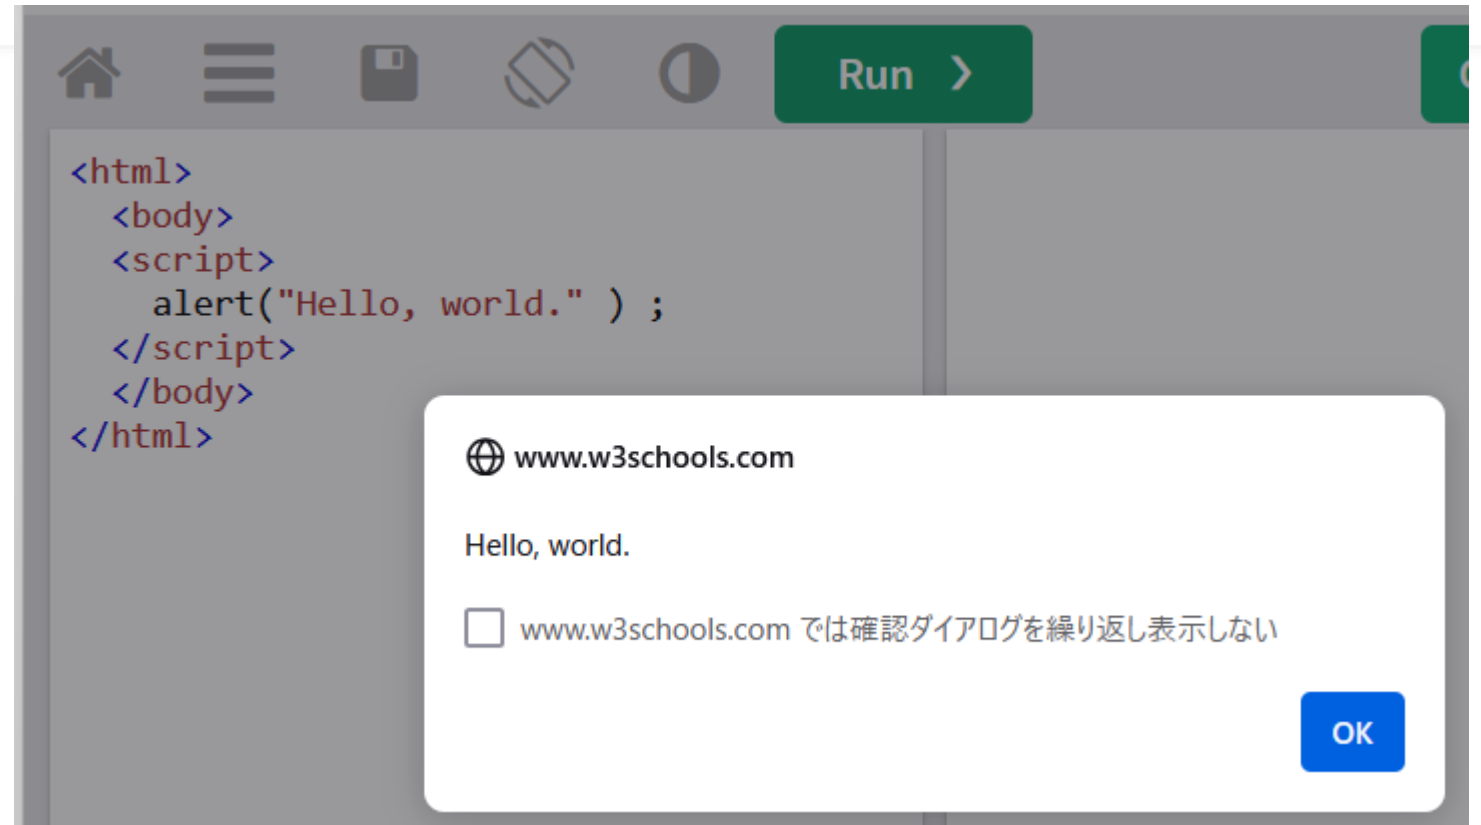 Run ❯
<html>
<body>
<script>
alert("Hello, world." ) ;
</script>
</body>
</html>
www.w3schools.com
Hello, world.
www.w3schools.com では確認ダイアログを繰り返し表示しない
OK